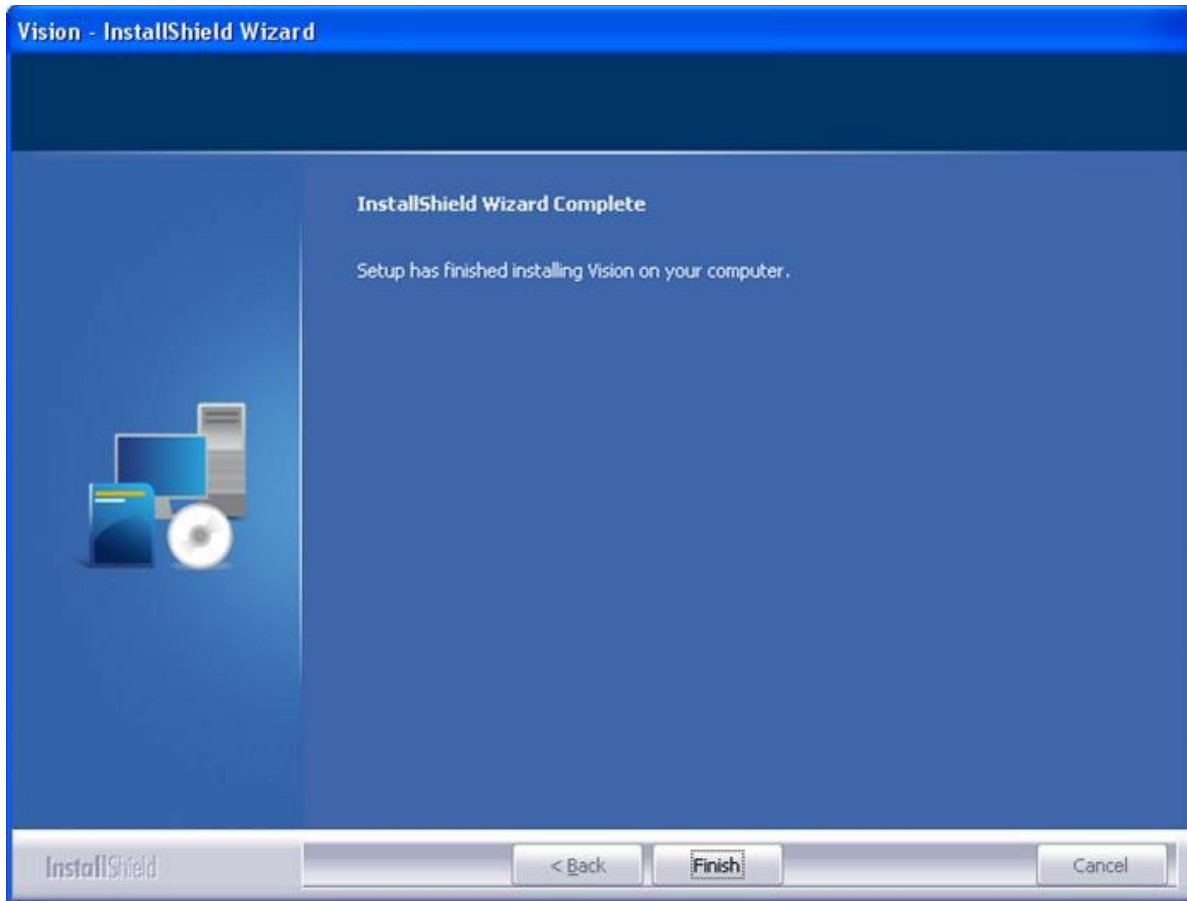 Vision - InstallShield Wizard
InstallShield Wizard Complete
Setup has finished installing Vision on your computer.
InstallShield
< Back
Finish
Cancel